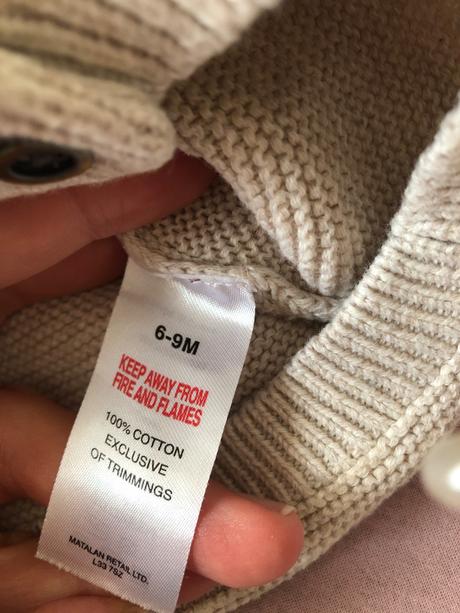 6-9M
KEEP AWAY FROM
FIRE AND FLAMES
100% COTTON
EXCLUSIVE
OF TRIMMINGS
MATALAN RETAIL LTD.
L33 7SZ